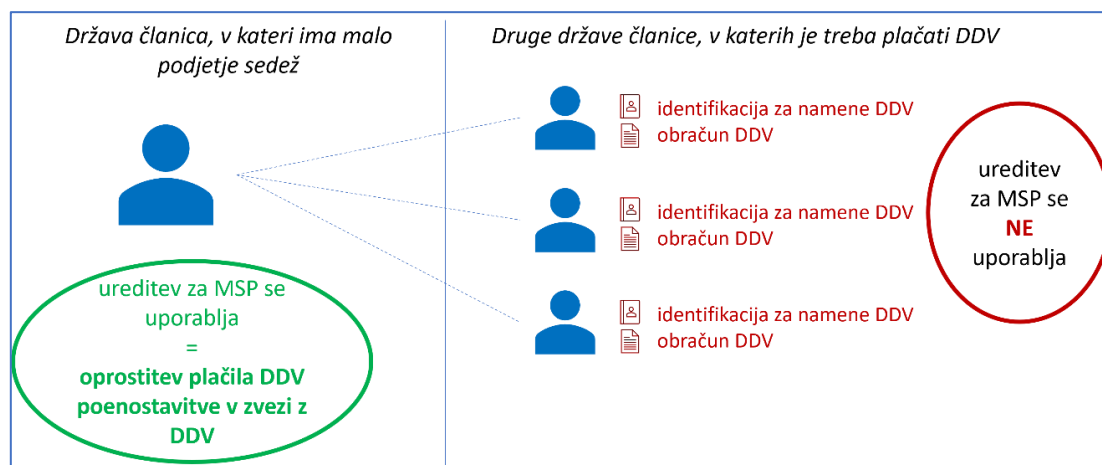 Država članica, v kateri ima malo
podjetje sedež
Druge države članice, v katerih je treba plačati DDV
identifikacija za namene DDV
obračun DDV
identifikacija za namene DDV
obračun DDV
identifikacija za namene DDV
obračun DDV
ureditev
za MSP se
NE
uporablja
ureditev za MSP se
uporablja
=
oprostitev plačila DDV
poenostavitve v zvezi z
DDV